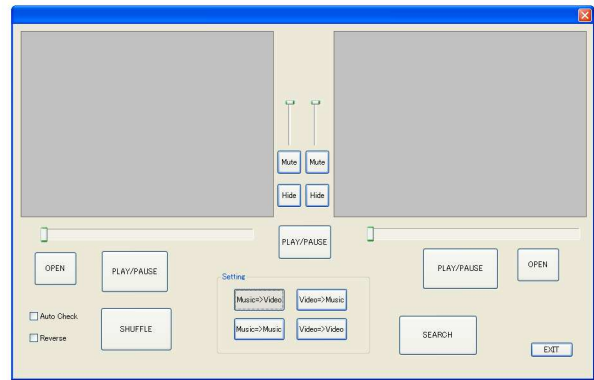 Mute Mute
Hide Hide
PLAY/PAUSE
OPEN
PLAY/PAUSE
PLAY/PAUSE
OPEN
Setting
Music=>Video
Video=>Music
Music=>Music
Video=>Video
Auto Check
Reverse
SHUFFLE
SEARCH
EXIT